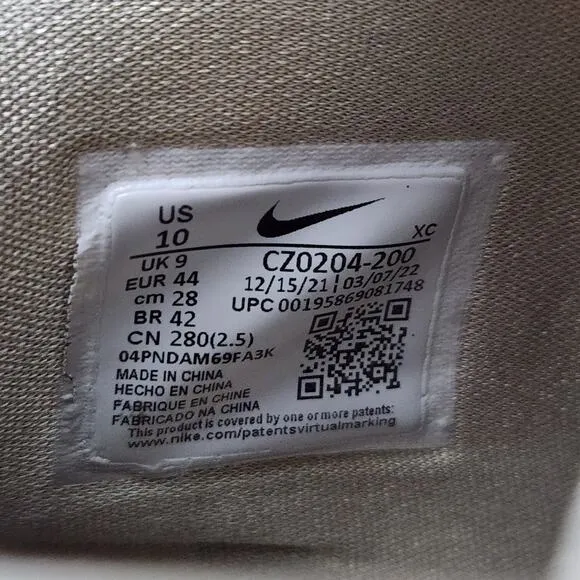 US
10
XC
UK 9
EUR 44
cm 28
BR 42
CN 280(2.5)
CZ0204-200
12/15/21 03/07/22
UPC 00195869081748
04PNDAM69FA3K
MADE IN CHINA
HECHO EN CHINA
FABRIQUE EN CHINE
FABRICADO NA CHINA
This product is covered by one or more patents:
www.nike.com/patentsvirtualmarking